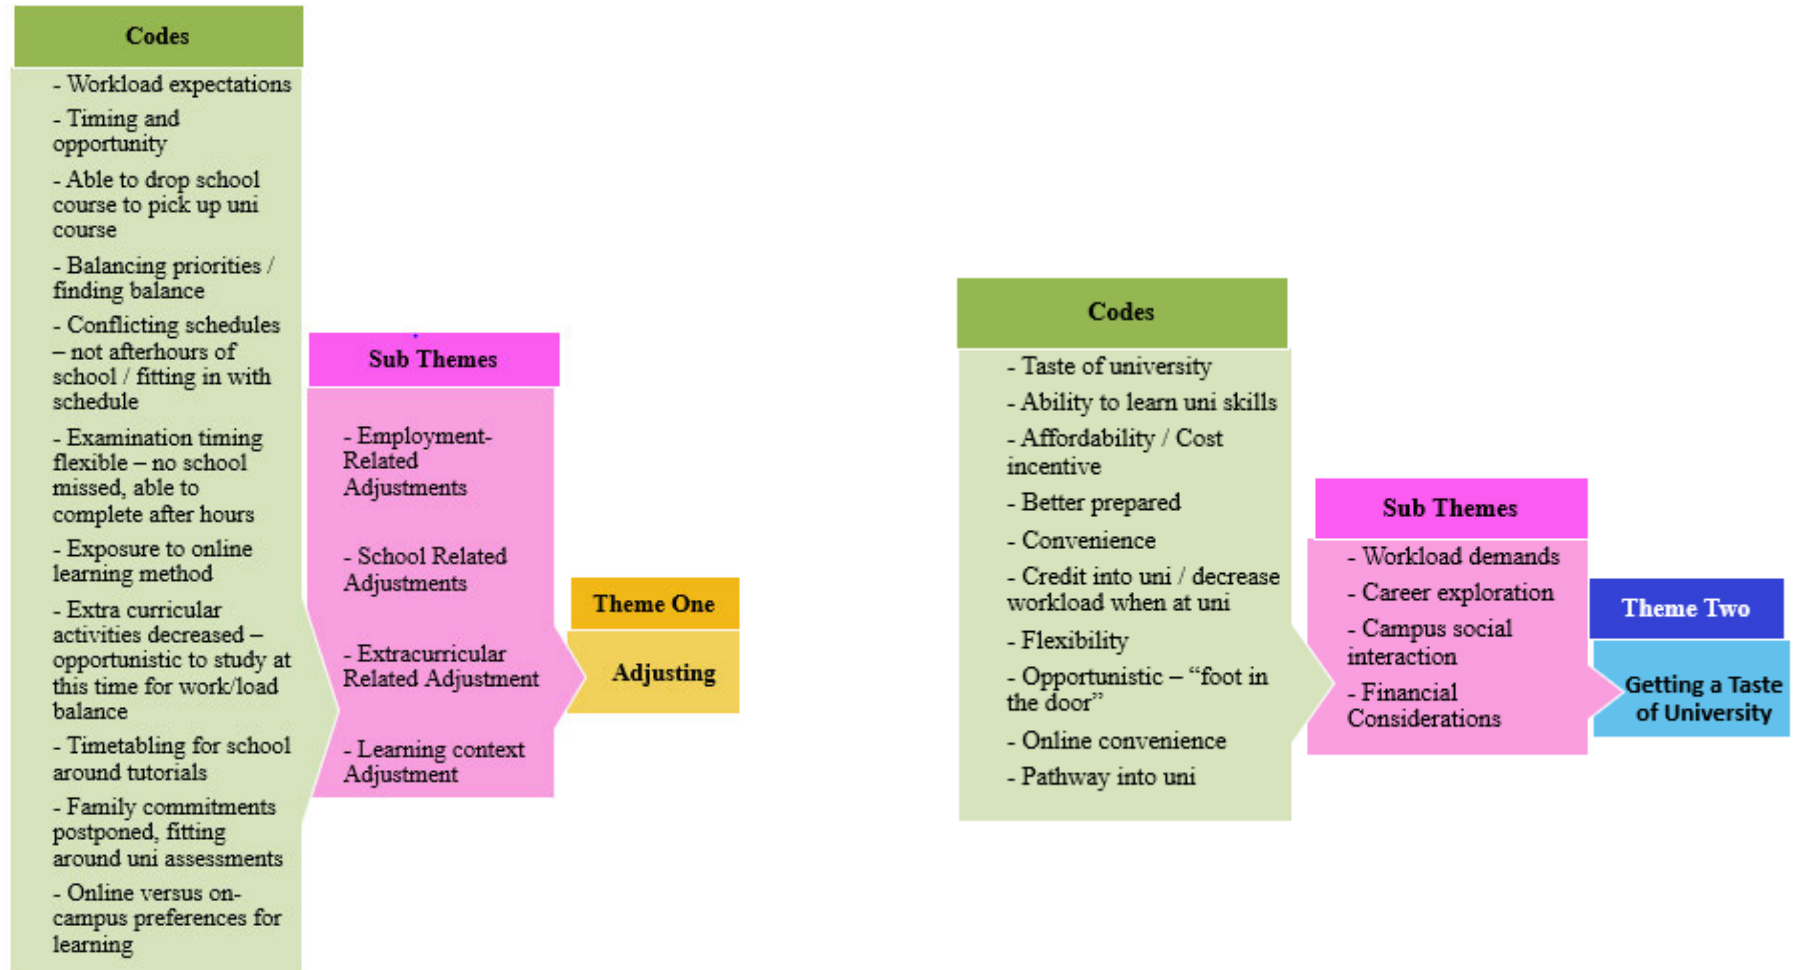 Codes
- Workload expectations
- Timing and
opportunity
- Able to drop school
course to pick up uni
course
- Balancing priorities /
finding balance
- Conflicting schedules
– not afterhours of
school / fitting in with
schedule
- Examination timing
flexible – no school
missed, able to
complete after hours
- Exposure to online
learning method
- Extra curricular
activities decreased –
opportunistic to study at
this time for work/load
balance
- Timetabling for school
around tutorials
- Family commitments
postponed, fitting
around uni assessments
- Online versus on-
campus preferences for
learning
Sub Themes
- Employment-
Related
Adjustments
- School Related
Adjustments
- Extracurricular
Related Adjustment
- Learning context
Adjustment
Theme One
Adjusting
Codes
- Taste of university
- Ability to learn uni skills
- Affordability / Cost
incentive
- Better prepared
- Convenience
- Credit into uni / decrease
workload when at uni
- Flexibility
- Opportunistic – “foot in
the door”
- Online convenience
- Pathway into uni
Sub Themes
- Workload demands
- Career exploration
- Campus social
interaction
- Financial
Considerations
Theme Two
Getting a Taste
of University